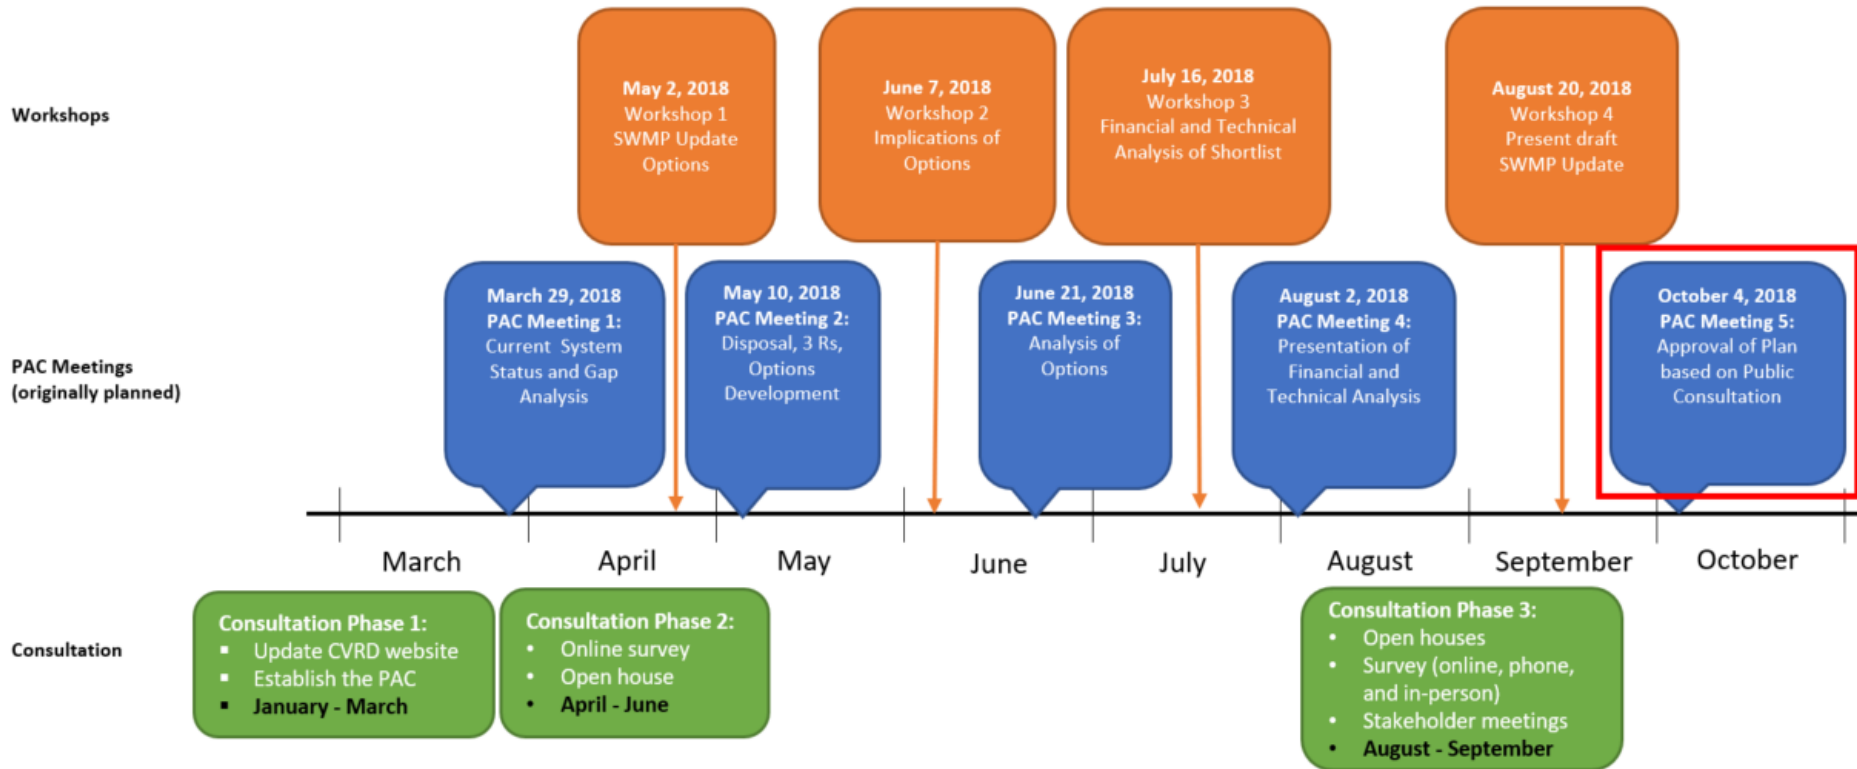 Workshops
May 2, 2018
Workshop 1
SWMP Update
Options
June 7, 2018
Workshop 2
Implications of
Options
July 16, 2018
Workshop 3
Financial and Technical
Analysis of Shortlist
August 20, 2018
Workshop 4
Present draft
SWMP Update
PAC Meetings
(originally planned)
March 29, 2018
PAC Meeting 1:
Current System
Status and Gap
Analysis
May 10, 2018
PAC Meeting 2:
Disposal, 3 Rs,
Options
Development
June 21, 2018
PAC Meeting 3:
Analysis of
Options
August 2, 2018
PAC Meeting 4:
Presentation of
Financial and
Technical Analysis
October 4, 2018
PAC Meeting 5:
Approval of Plan
based on Public
Consultation
March
April
May
June
July
August
September
October
Consultation
Consultation Phase 1:
▪ Update CVRD website
▪ Establish the PAC
▪ January - March
Consultation Phase 2:
• Online survey
• Open house
• April - June
Consultation Phase 3:
• Open houses
• Survey (online, phone,
and in-person)
• Stakeholder meetings
• August - September